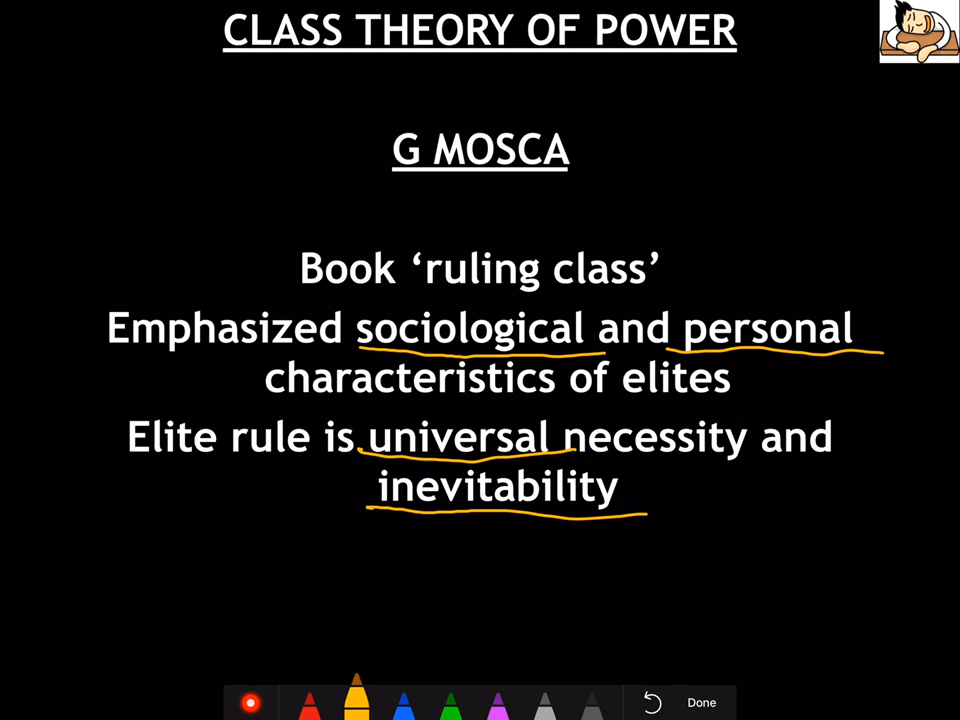 CLASS THEORY OF POWER
G MOSCA
Book ‘ruling class’
Emphasized sociological and personal
characteristics of elites
Elite rule is universal necessity and
inevitability
Done